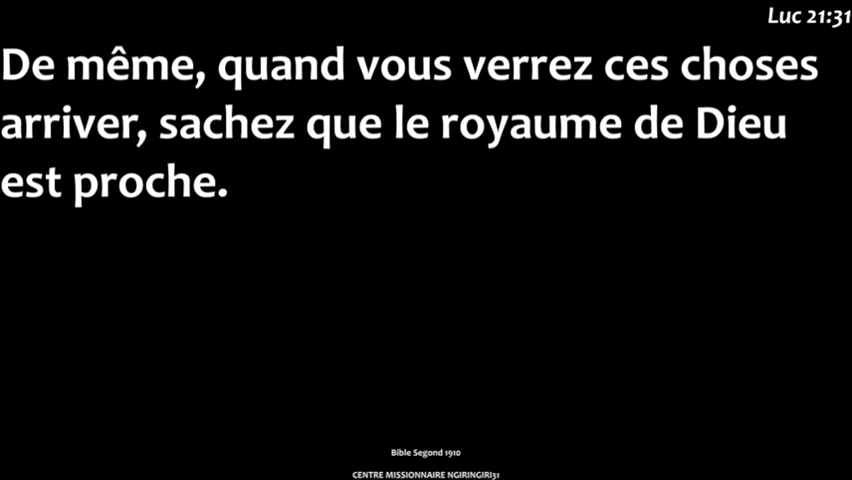 Luc 21:31
De même, quand vous verrez ces choses
arriver, sachez que le royaume de Dieu
est proche.
Bible Segond 1910
CENTRE MISSIONNAIRE NGIRINGIRI31